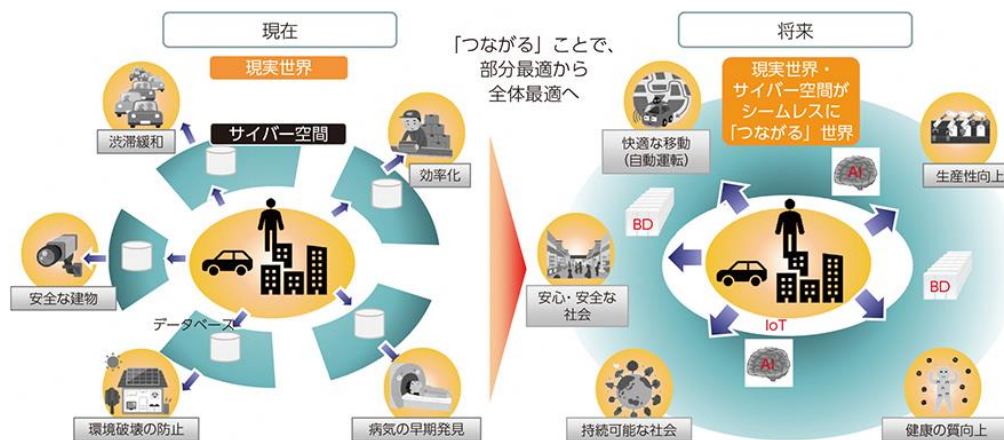 現在
現実世界
サイバー空間
渋滞緩和
効率化
安全な建物
データベース
環境破壊の防止
病気の早期発見
「つながる」ことで、
部分最適から
全体最適へ
将来
現実世界・
サイバー空間が
シームレスに
「つながる」世界
快適な移動
(自動運転)
AI
生産性向上
BD
安心・安全な
社会
BD
IoT
AI
持続可能な社会
健康の質向上